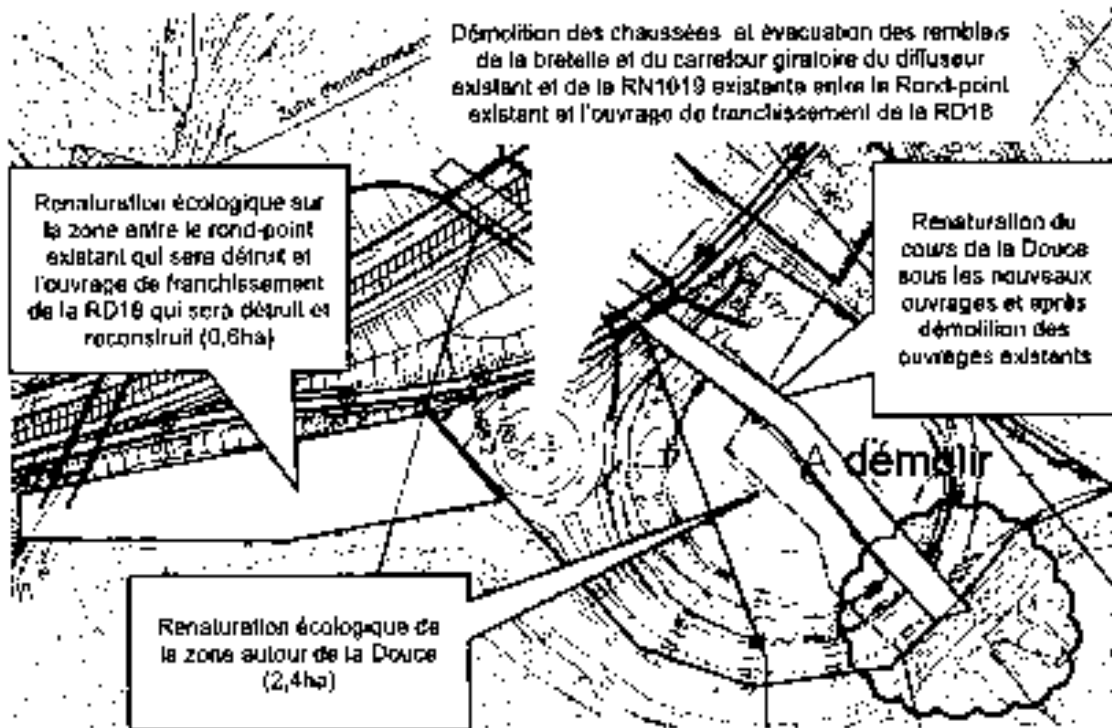 Démolition des chaussées et évacuation des remblais
de la bretelle et du carrefour giratoire du diffuseur
existant et de la RN1019 existante entre le Rond-point
existant et l'ouvrage de franchissement de la RD18
Renaturation écologique sur
la zone entre le rond-point
existant qui sera détruit et
l'ouvrage de franchissement
de la RD18 qui sera détruit et
reconstruit (0,6ha)
Renaturation du
cours de la Douce
sous les nouveaux
ouvrages et après
démolition des
ouvrages existants
A démolir
Renaturation écologique de
la zone autour de la Douce
(2,4ha)